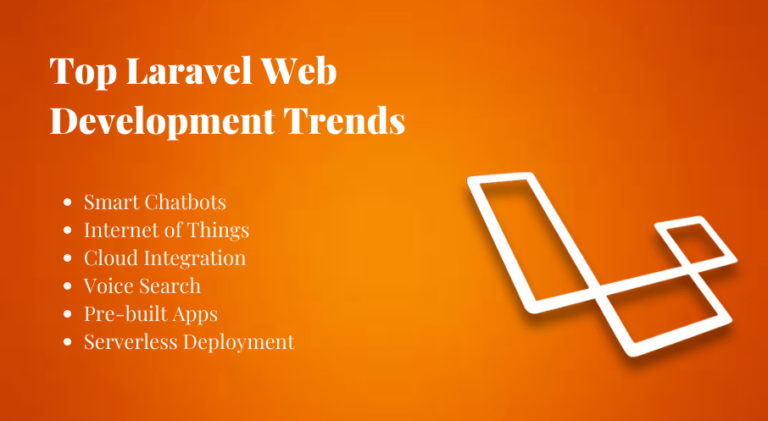 Top Laravel Web
Development Trends
Smart Chatbots
Internet of Things
Cloud Integration
Voice Search
Pre-built Apps
Serverless Deployment